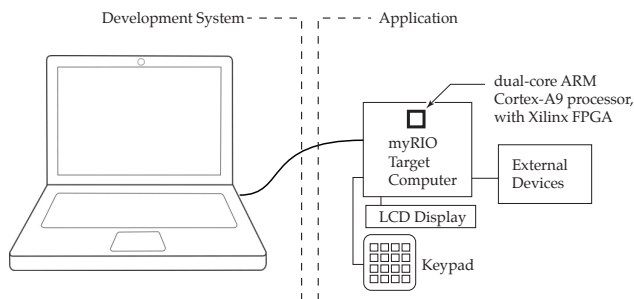 Development System
Application
dual-core ARM
Cortex-A9 processor,
with Xilinx FPGA
myRIO
Target
Computer
External
Devices
LCD Display
Keypad